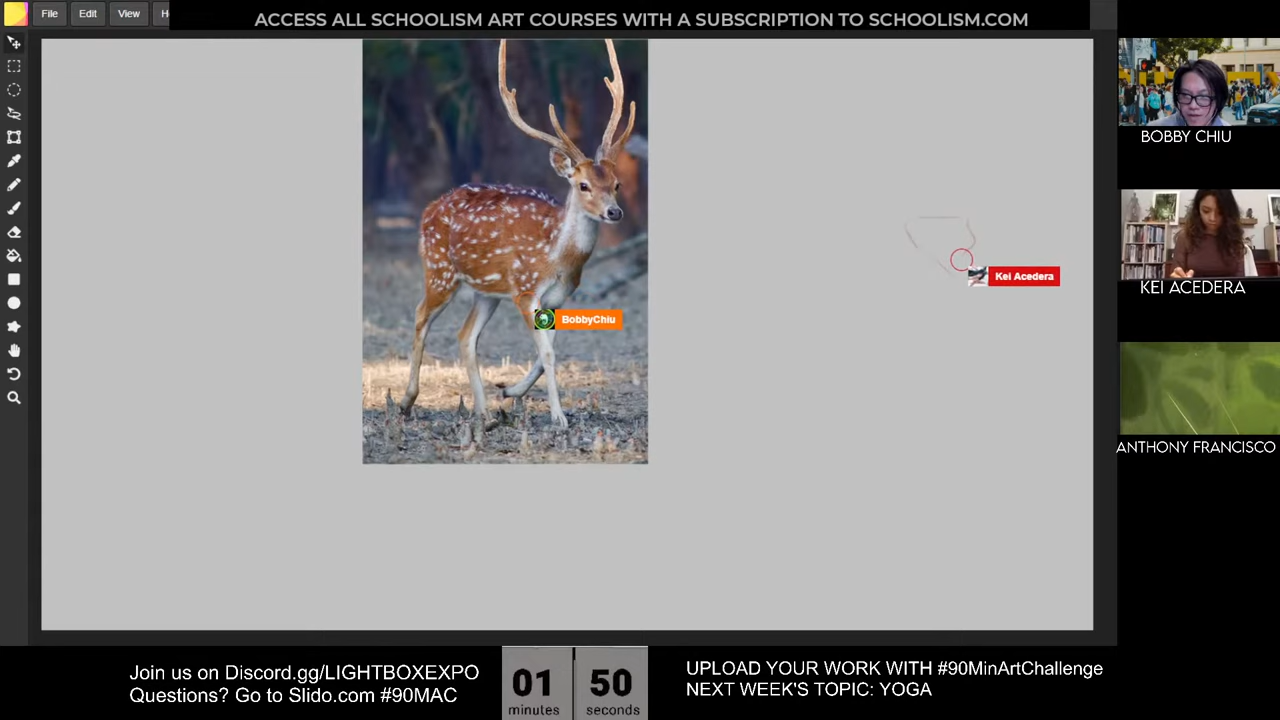 File Edit View H
ACCESS ALL SCHOOLISM ART COURSES WITH A SUBSCRIPTION TO SCHOOLISM.COM
BOBBY CHIU
Kei Acedera
KEI ACEDERA
BobbyChiu
ANTHONY FRANCISCO
Join us on Discord.gg/LIGHTBOXEXPO
Questions? Go to Slido.com #90MAC
01 50
minutes seconds
UPLOAD YOUR WORK WITH #90MinArtChallenge
NEXT WEEK'S TOPIC: YOGA